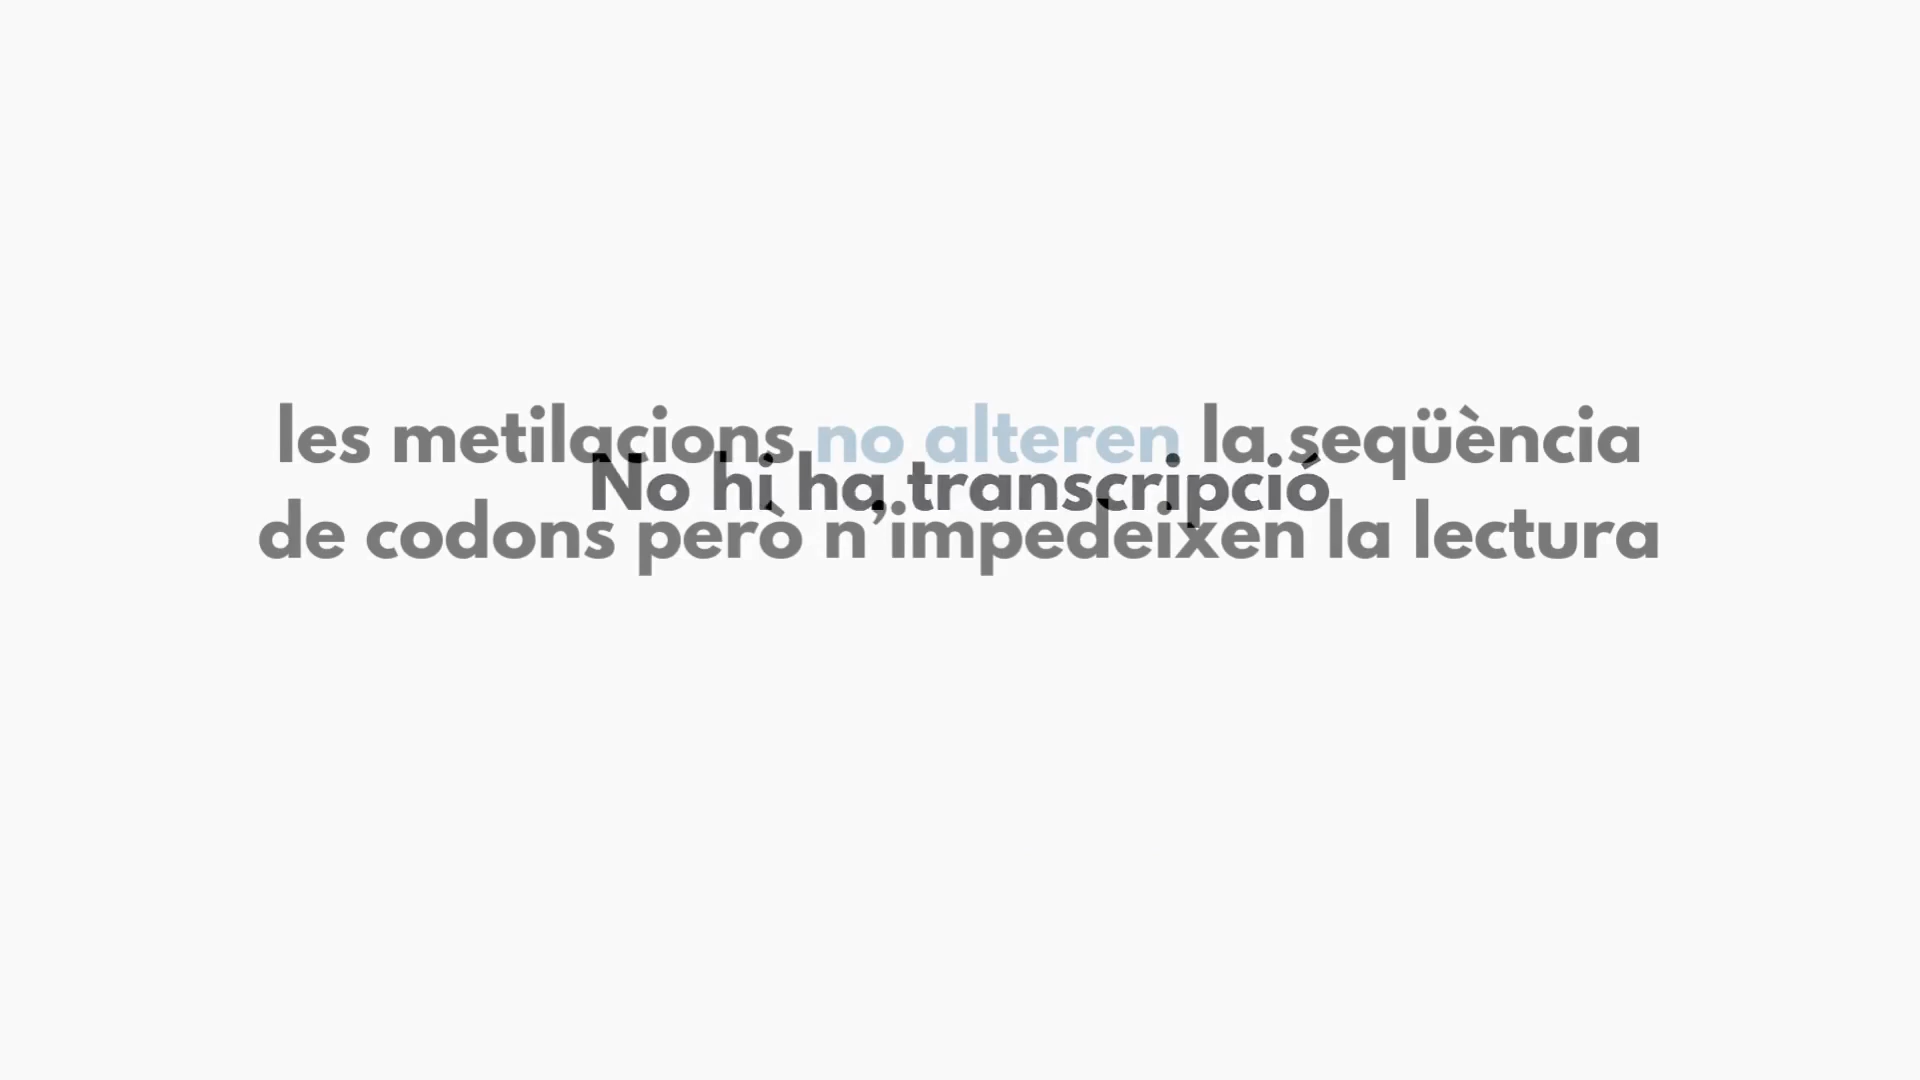 les metilacions no alteren la seqüència
No hi ha transcripció
de codons però n'impedeixen la lectura